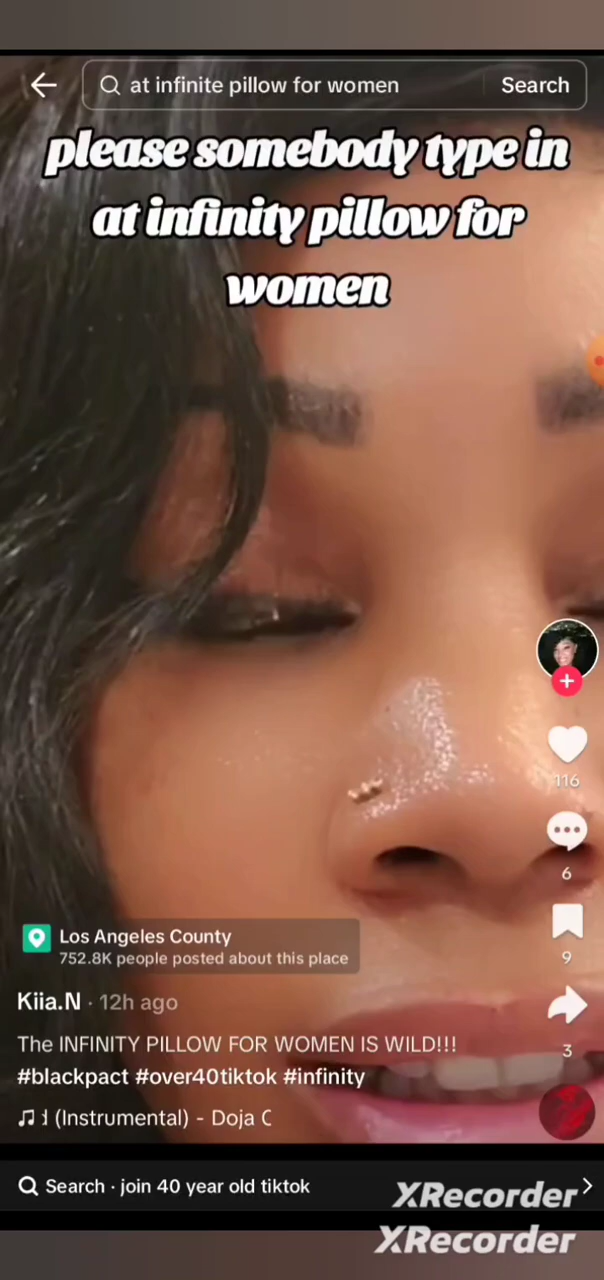 at infinite pillow for women
Search
please somebody type in
at infinity pillow for
women
116
6
Los Angeles County
752.8K people posted about this place
9
Kiia.N · 12h ago
3
The INFINITY PILLOW FOR WOMEN IS WILD!!!
#blackpact #over40tiktok #infinity
(Instrumental) - Doja C
Search · join 40 year old tiktok
XRecorder
XRecorder